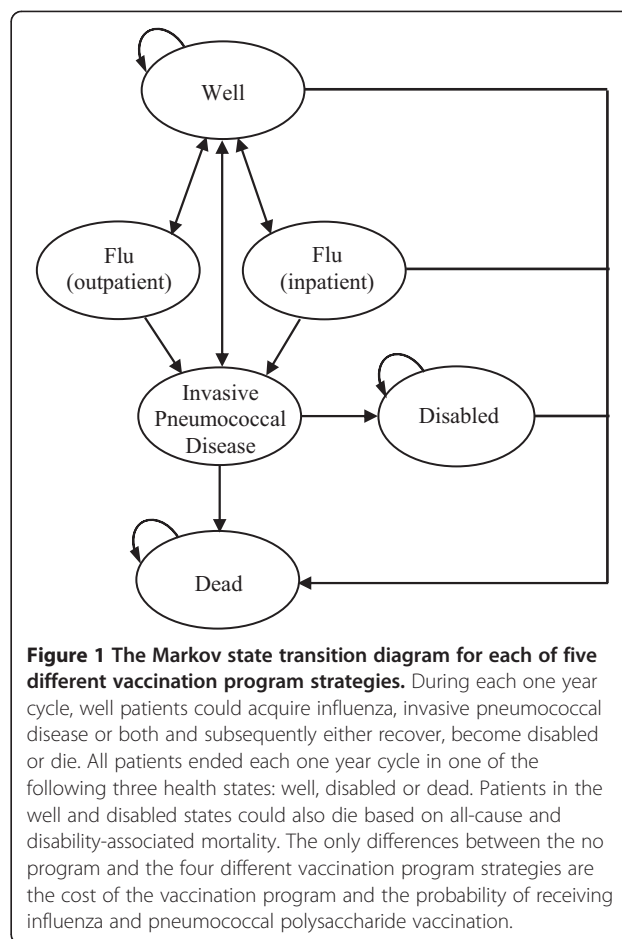 Well
Flu
(outpatient)
Flu
(inpatient)
Invasive
Pneumococcal
Disease
Disabled
Dead
Figure 1 The Markov state transition diagram for each of five
different vaccination program strategies. During each one year
cycle, well patients could acquire influenza, invasive pneumococcal
disease or both and subsequently either recover, become disabled
or die. All patients ended each one year cycle in one of the
following three health states: well, disabled or dead. Patients in the
well and disabled states could also die based on all-cause and
disability-associated mortality. The only differences between the no
program and the four different vaccination program strategies are
the cost of the vaccination program and the probability of receiving
influenza and pneumococcal polysaccharide vaccination.